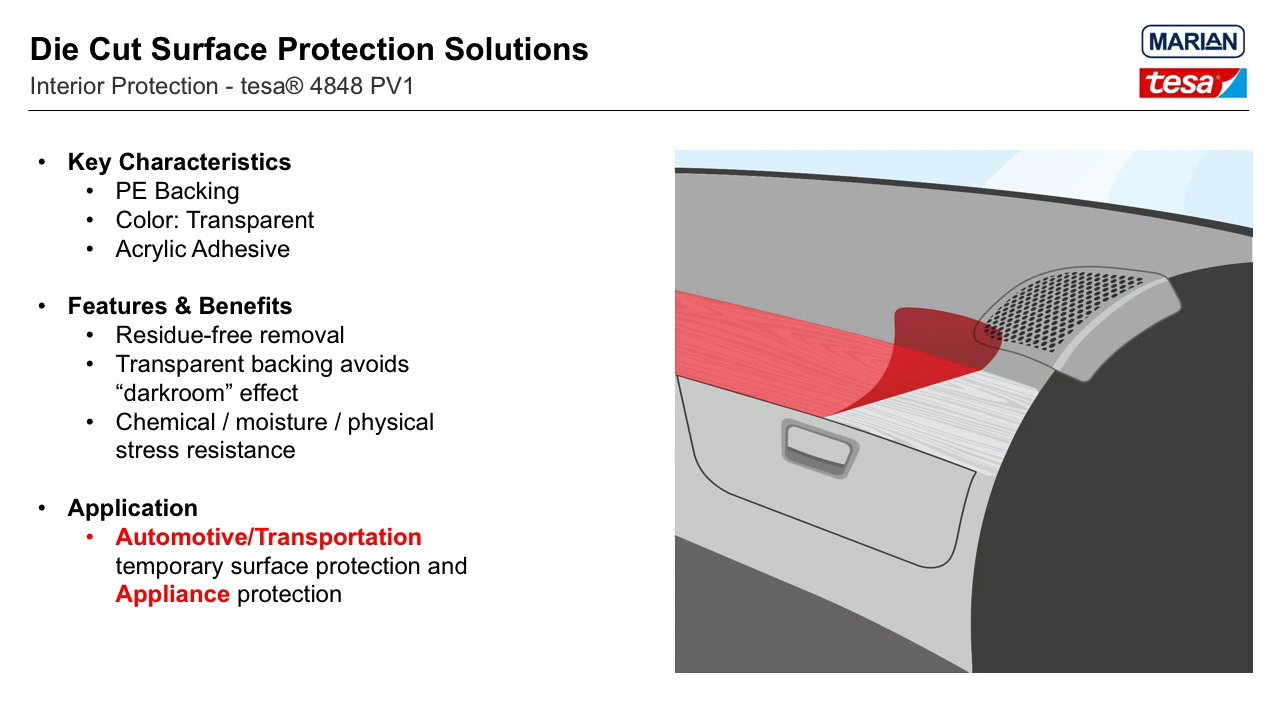 Die Cut Surface Protection Solutions
Interior Protection - tesa® 4848 PV1
MARIAN
tesa®
• Key Characteristics
• PE Backing
• Color: Transparent
• Acrylic Adhesive
• Features & Benefits
• Residue-free removal
• Transparent backing avoids
“darkroom” effect
• Chemical / moisture / physical
stress resistance
• Application
• Automotive/Transportation
temporary surface protection and
Appliance protection